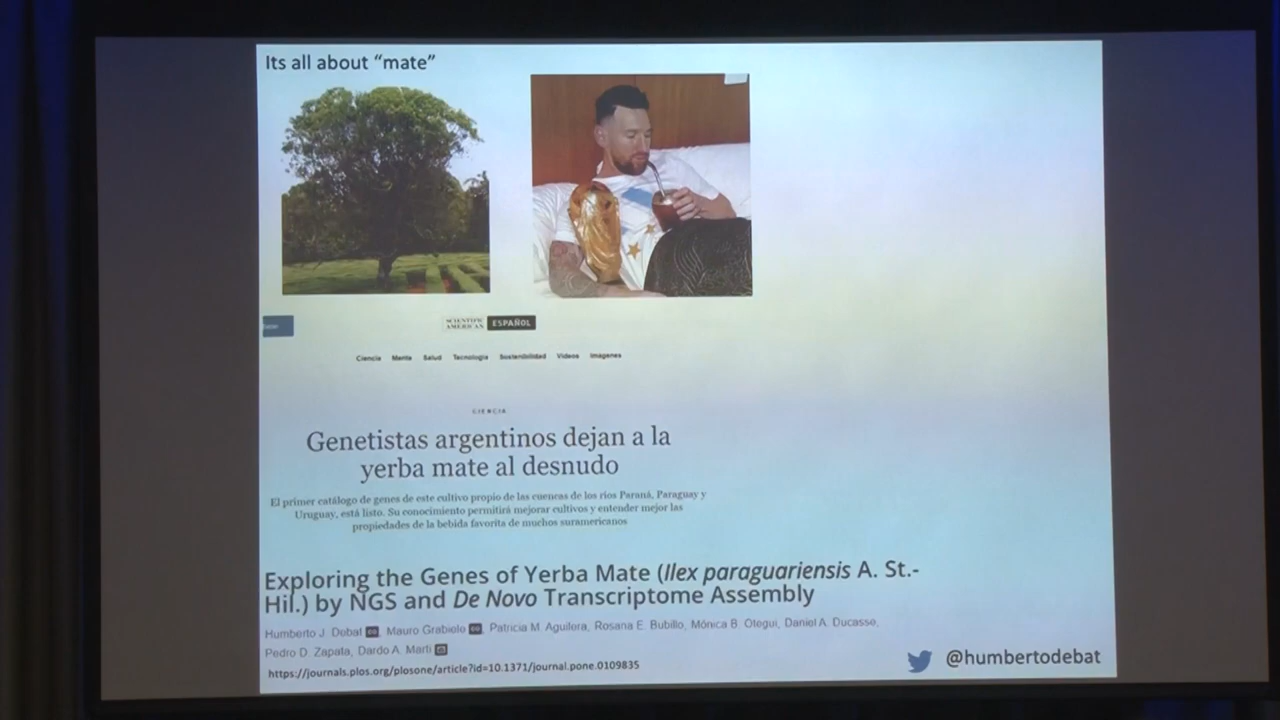 Its all about “mate”
SCIENTIFIC
AMERICAN
ESPAÑOL
Ciencia Mente Salud Tecnología Sostenibilidad Videos Imágenes
CIENCIA
Genetistas argentinos dejan a la
yerba mate al desnudo
El primer catálogo de genes de este cultivo propio de las cuencas de los ríos Paraná, Paraguay y
Uruguay, está listo. Su conocimiento permitirá mejorar cultivos y entender mejor las
propiedades de la bebida favorita de muchos suramericanos
Exploring the Genes of Yerba Mate (Ilex paraguariensis A. St.-
Hil.) by NGS and De Novo Transcriptome Assembly
Humberto J. Debat, Mauro Grabiele, Patricia M. Aguilera, Rosana E. Bubillo, Mónica B. Otegui, Daniel A. Ducasse,
Pedro D. Zapata, Dardo A. Marti
https://journals.plos.org/plosone/article?id=10.1371/journal.pone.0109835
@humbertodebat